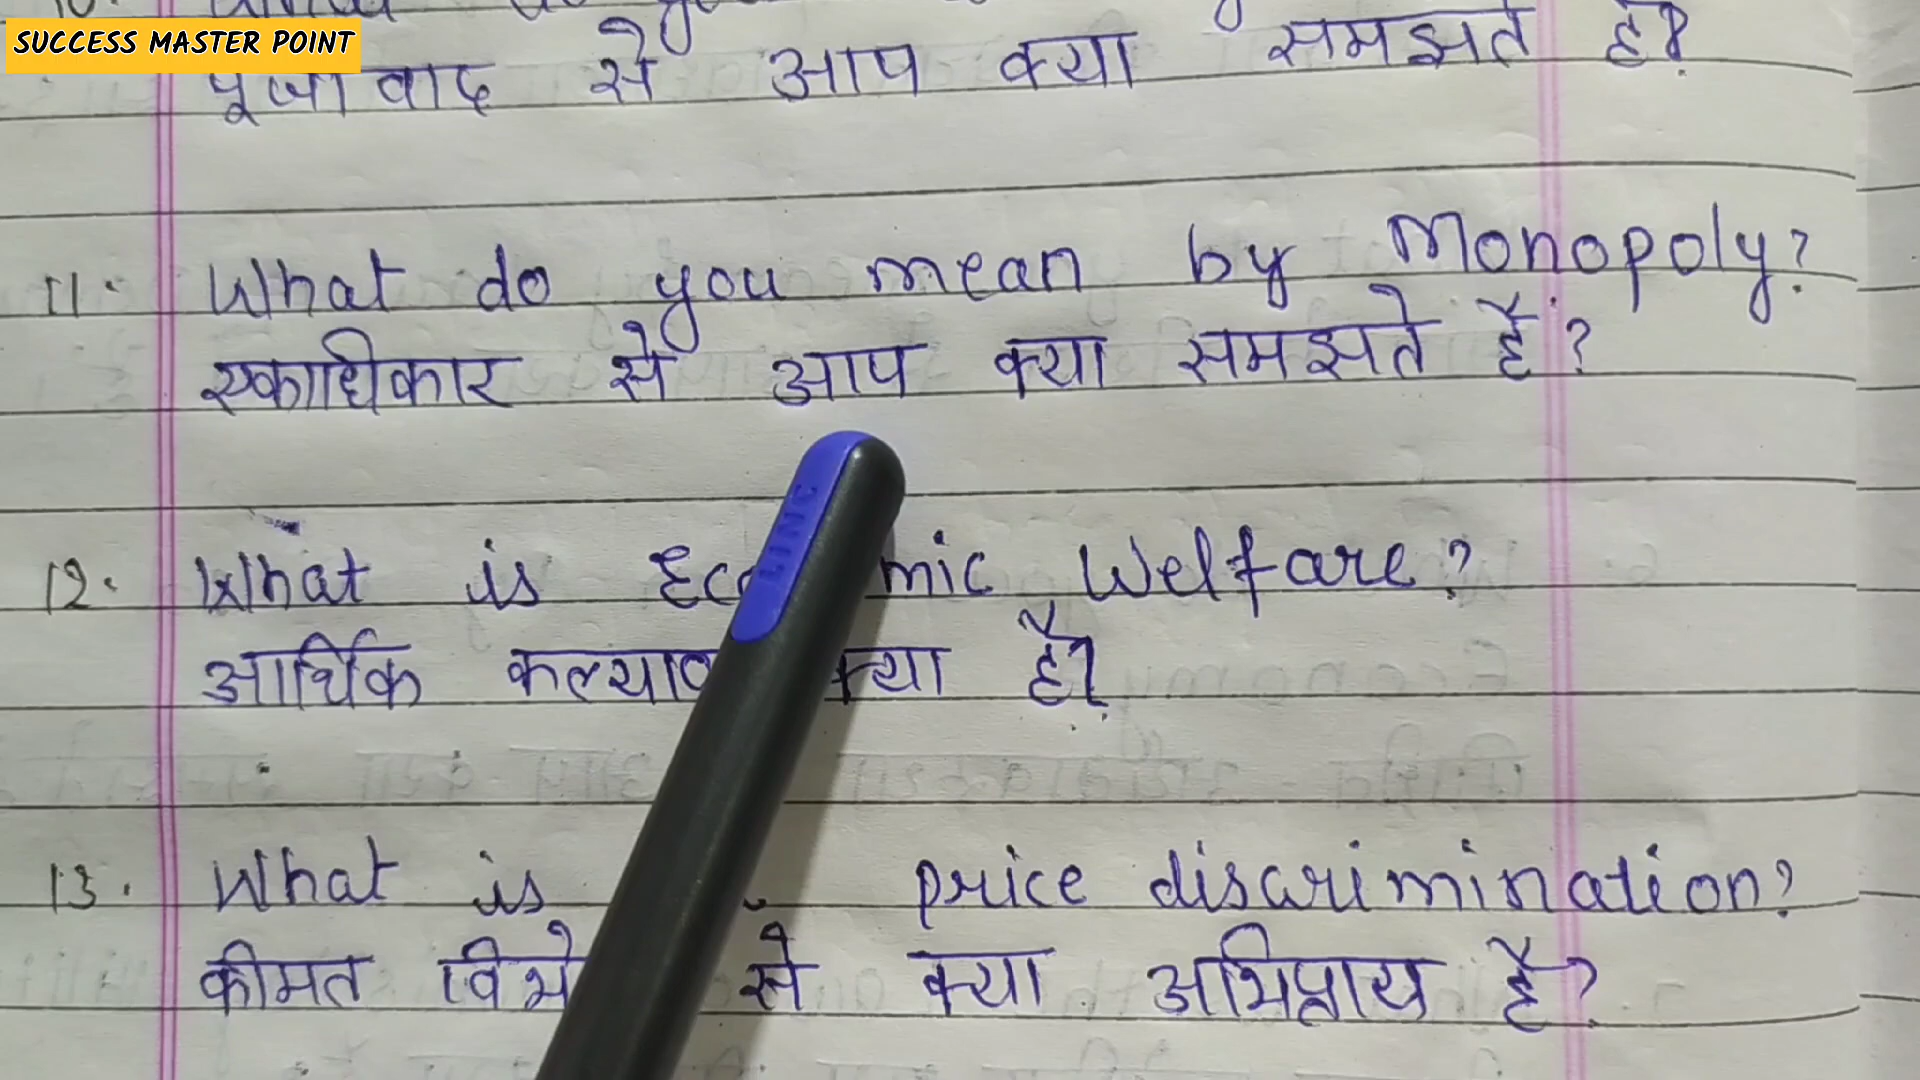 SUCCESS MASTER POINT
पूंजीवाद से आप क्या समझते है?
11. What do you mean by Monopoly?
एकाधिकार से आप क्या समझते है?
12. What is Welfare?
आर्थिक क्या है?
13. What is price discrimination?
कीमत से क्या अभिप्राय है?